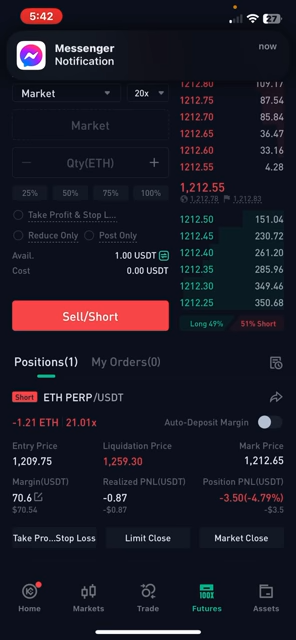 5:42
27
Messenger
now
Notification
1212.80 109.17
Market 20x
1212.75 87.54
1212.70 85.84
Market
1212.65 36.47
1212.60 33.16
Qty(ETH)
1212.55 4.28
25% 50% 75% 100%
1,212.55
1,212.78 1,212.83
Take Profit & Stop L...
1212.50 151.04
Reduce Only Post Only
1212.45 230.72
Avail. 1.00 USDT
1212.40 261.20
Cost 0.00 USDT
1212.35 285.96
1212.30 349.46
1212.25 350.68
Sell/Short
Long 49% 51% Short
Positions(1) My Orders(0)
Short ETH PERP/USDT
-1.21 ETH 21.01x Auto-Deposit Margin
Entry Price Liquidation Price Mark Price
1,209.75 1,259.30 1,212.65
Margin(USDT) Realized PNL(USDT) Position PNL(USDT)
70.6 -0.87 -3.50(-4.79%)
≈$70.54 -$0.87 ≈$3.5
Take Pro...Stop Loss Limit Close Market Close
100X
Home Markets Trade Futures Assets